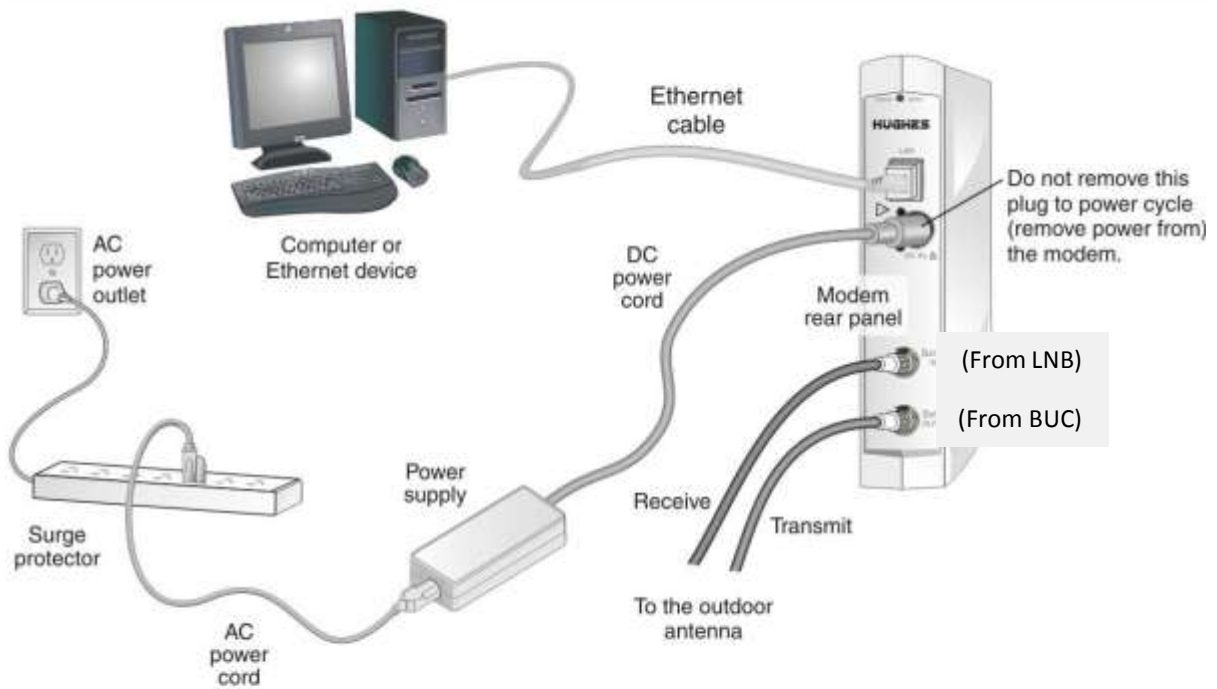 Ethernet
cable
HUGHES
LAN
Do not remove this
plug to power cycle
(remove power from)
the modem.
Computer or
Ethernet device
AC
power
outlet
DC
power
cord
Modem
rear panel
(From LNB)
(From BUC)
Power
supply
Receive
Transmit
Surge
protector
To the outdoor
antenna
AC
power
cord